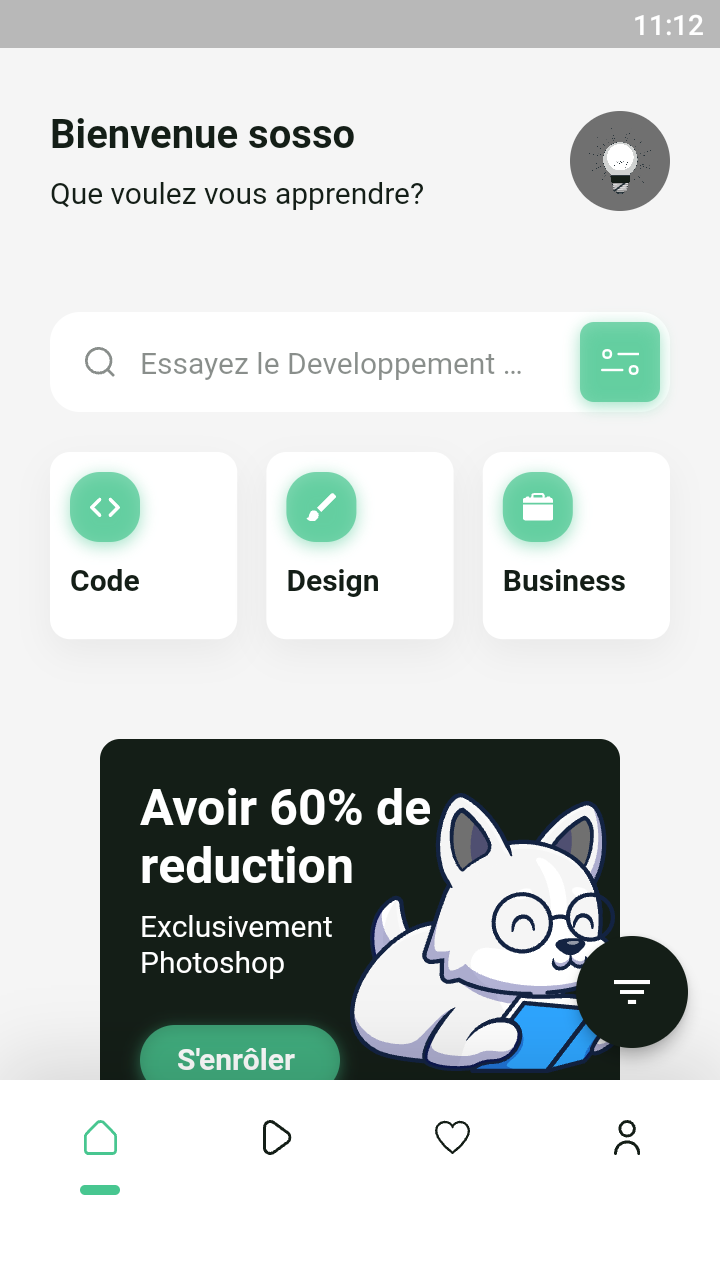 11:12
Bienvenue sosso
Que voulez vous apprendre?
Essayez le Developpement ...
Code
Design
Business
Avoir 60% de
reduction
Exclusivement
Photoshop
S'enrôler